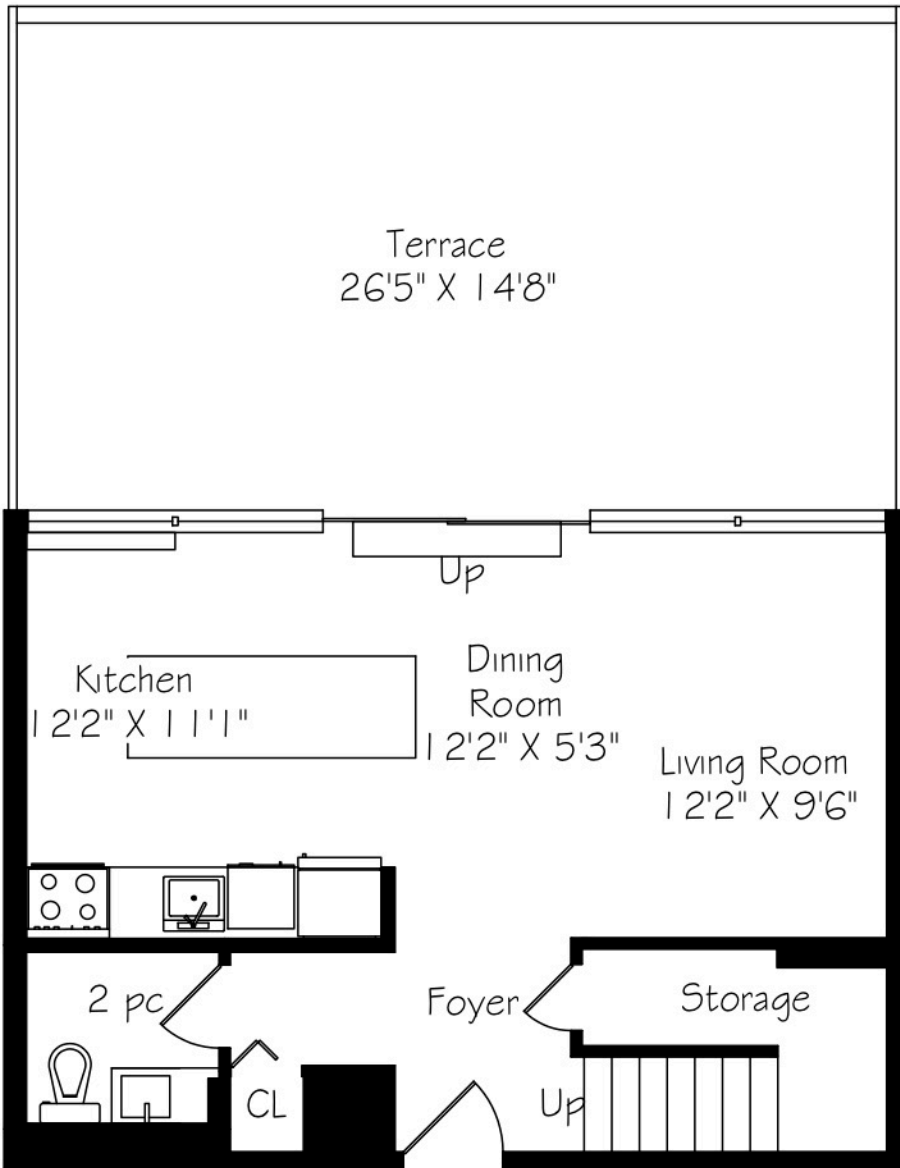 Terrace
26'5" X 14'8"
Up
Kitchen
12'2" X 11'1"
Dining
Room
12'2" X 5'3"
Living Room
12'2" X 9'6"
2 pc
Foyer
Storage
CL
Up